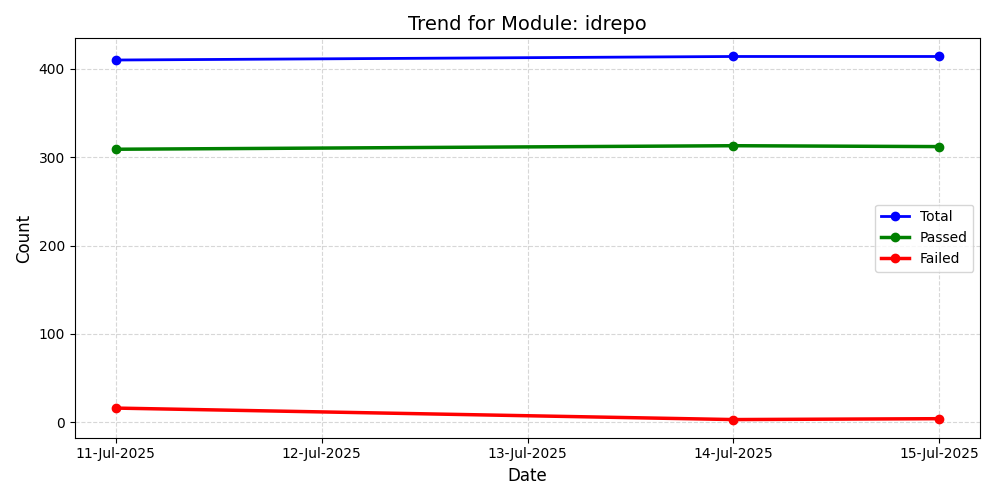 Trend for Module: idrepo
Count
400
300
200
100
0
Total
Passed
Failed
11-Jul-2025
12-Jul-2025
13-Jul-2025
14-Jul-2025
15-Jul-2025
Date